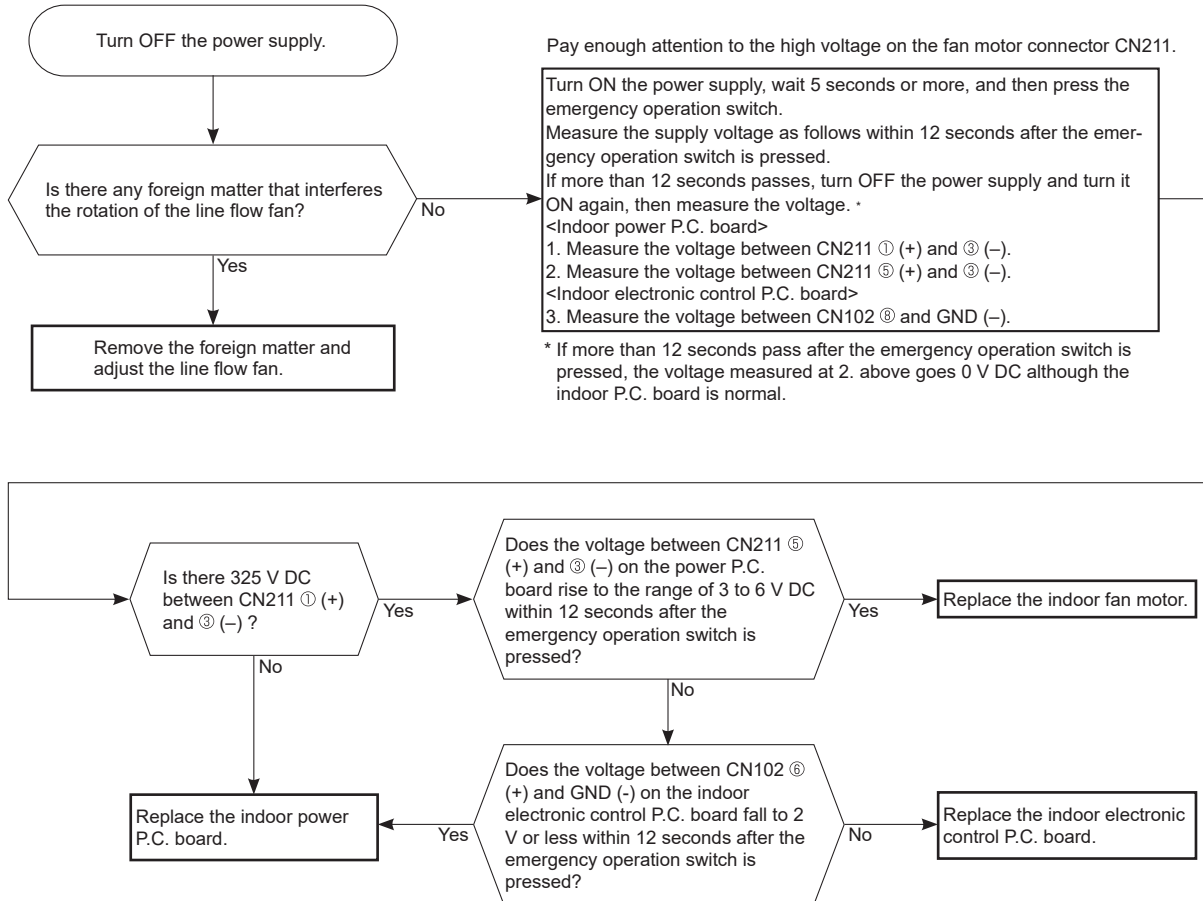 Turn OFF the power supply.
Pay enough attention to the high voltage on the fan motor connector CN211.
Is there any foreign matter that interferes
the rotation of the line flow fan?
No
Yes
Remove the foreign matter and
adjust the line flow fan.
Turn ON the power supply, wait 5 seconds or more, and then press the
emergency operation switch.
Measure the supply voltage as follows within 12 seconds after the emer-
gency operation switch is pressed.
If more than 12 seconds passes, turn OFF the power supply and turn it
ON again, then measure the voltage. *
<Indoor power P.C. board>
1. Measure the voltage between CN211 ① (+) and ③ (–).
2. Measure the voltage between CN211 ⑤ (+) and ③ (–).
<Indoor electronic control P.C. board>
3. Measure the voltage between CN102 ⑧ and GND (–).
* If more than 12 seconds pass after the emergency operation switch is
pressed, the voltage measured at 2. above goes 0 V DC although the
indoor P.C. board is normal.
Is there 325 V DC
between CN211 ① (+)
and ③ (–) ?
Yes
No
Does the voltage between CN211 ⑤
(+) and ③ (–) on the power P.C.
board rise to the range of 3 to 6 V DC
within 12 seconds after the
emergency operation switch is
pressed?
Yes
Replace the indoor fan motor.
No
Does the voltage between CN102 ⑥
(+) and GND (-) on the indoor
electronic control P.C. board fall to 2
V or less within 12 seconds after the
emergency operation switch is
pressed?
Yes
Replace the indoor power
P.C. board.
No
Replace the indoor electronic
control P.C. board.